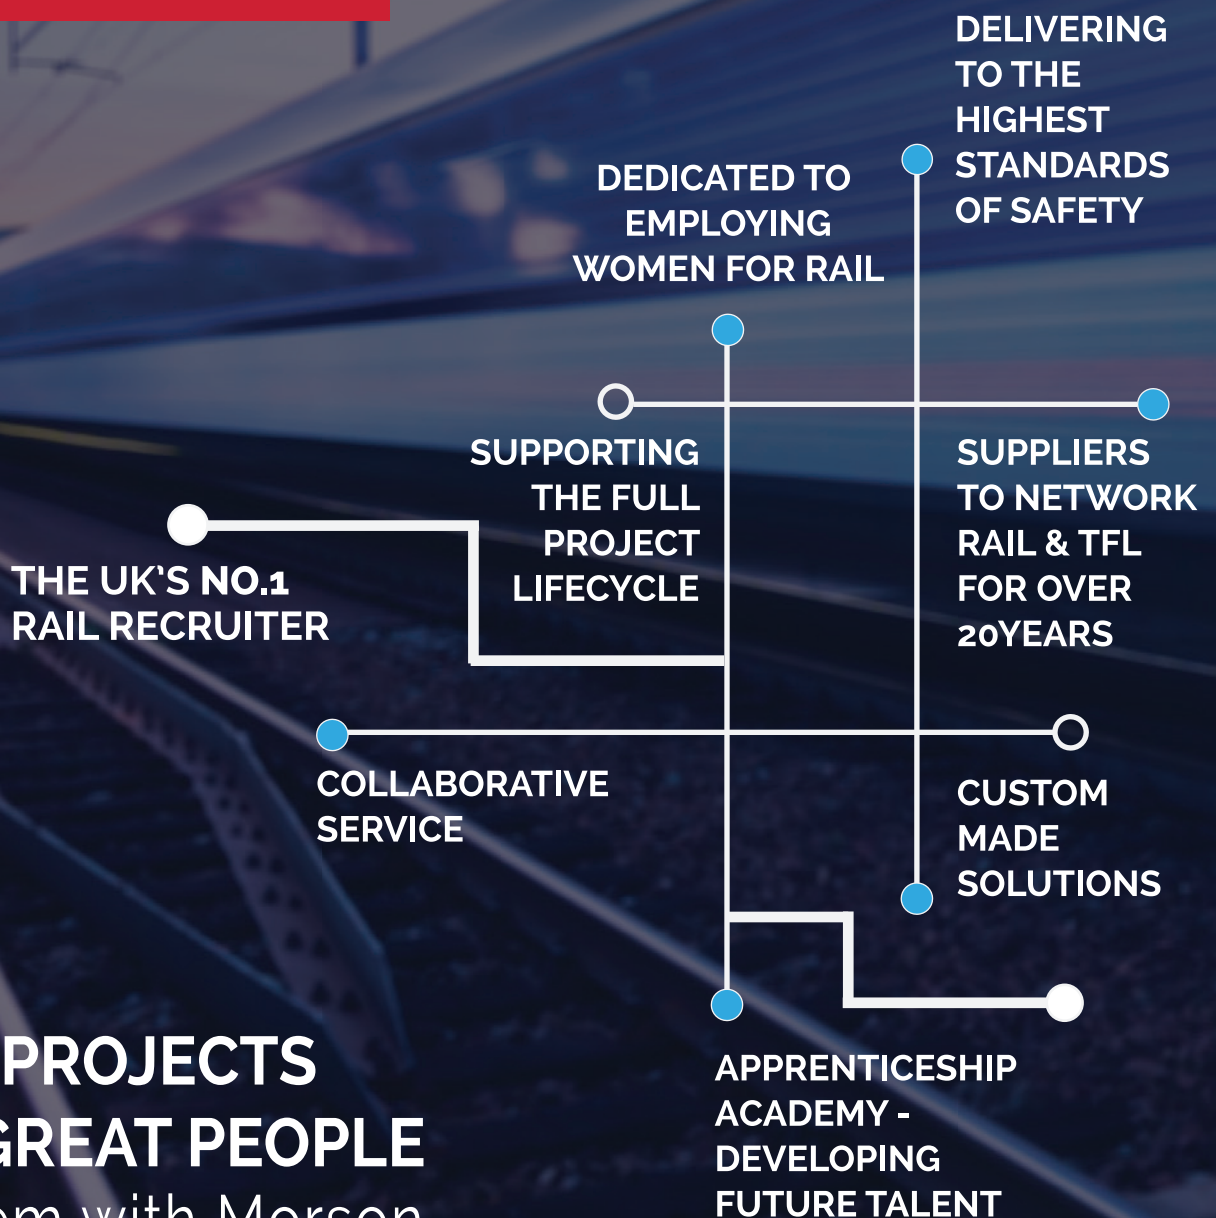 DELIVERING
TO THE
HIGHEST
STANDARDS
OF SAFETY
DEDICATED TO
EMPLOYING
WOMEN FOR RAIL
SUPPORTING
THE FULL
PROJECT
LIFECYCLE
SUPPLIERS
TO NETWORK
RAIL & TFL
FOR OVER
20YEARS
THE UK'S NO.1
RAIL RECRUITER
COLLABORATIVE
SERVICE
CUSTOM
MADE
SOLUTIONS
PROJECTS
GREAT PEOPLE
with Morson
APPRENTICESHIP
ACADEMY -
DEVELOPING
FUTURE TALENT